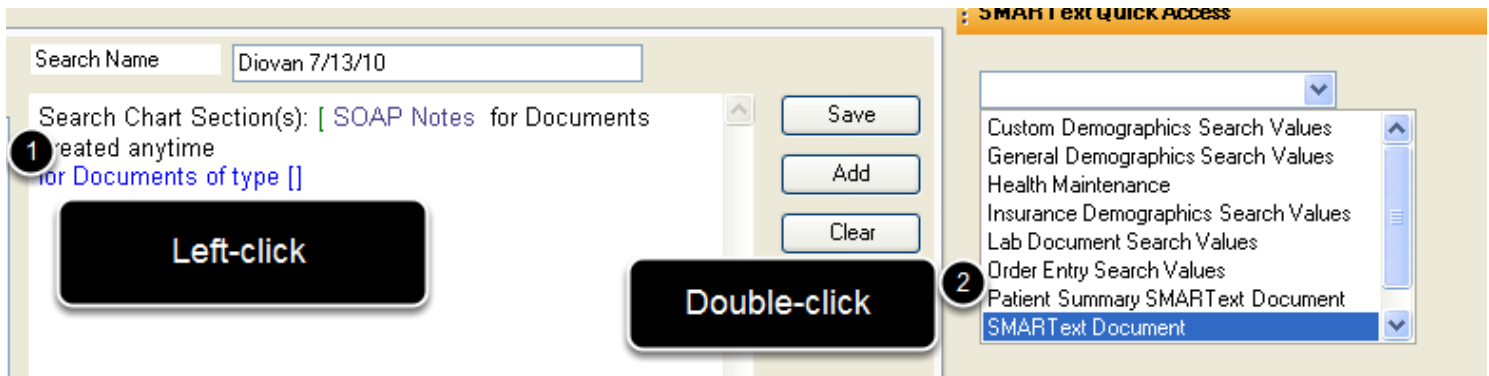 SMARText Quick Access
Search Name
Diovan 7/13/10
Search Chart Section(s): [ SOAP Notes for Documents
reated anytime
for Documents of type []
Save
Add
Clear
1
Left-click
Double-click
2
Custom Demographics Search Values
General Demographics Search Values
Health Maintenance
Insurance Demographics Search Values
Lab Document Search Values
Order Entry Search Values
Patient Summary SMARText Document
SMARText Document